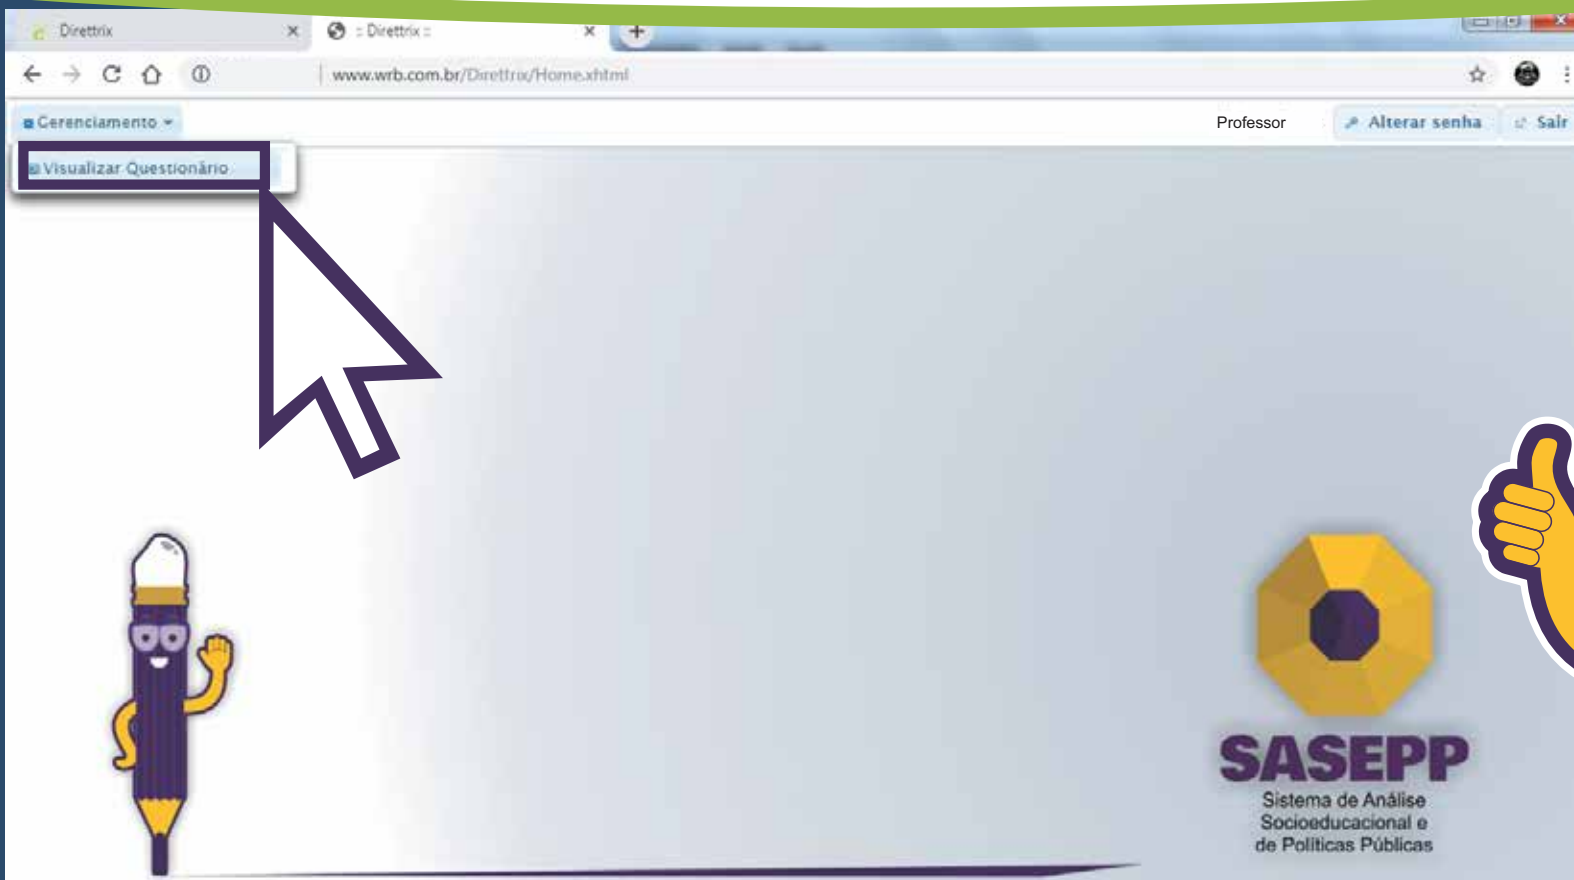 Direttrix
:: Direttrix ::
www.wrb.com.br/Direttrix/Home.xhtml
Gerenciamento
Professor
Alterar senha
Sair
Visualizar Questionário
SASEPP
Sistema de Análise
Socioeducacional e
de Políticas Públicas